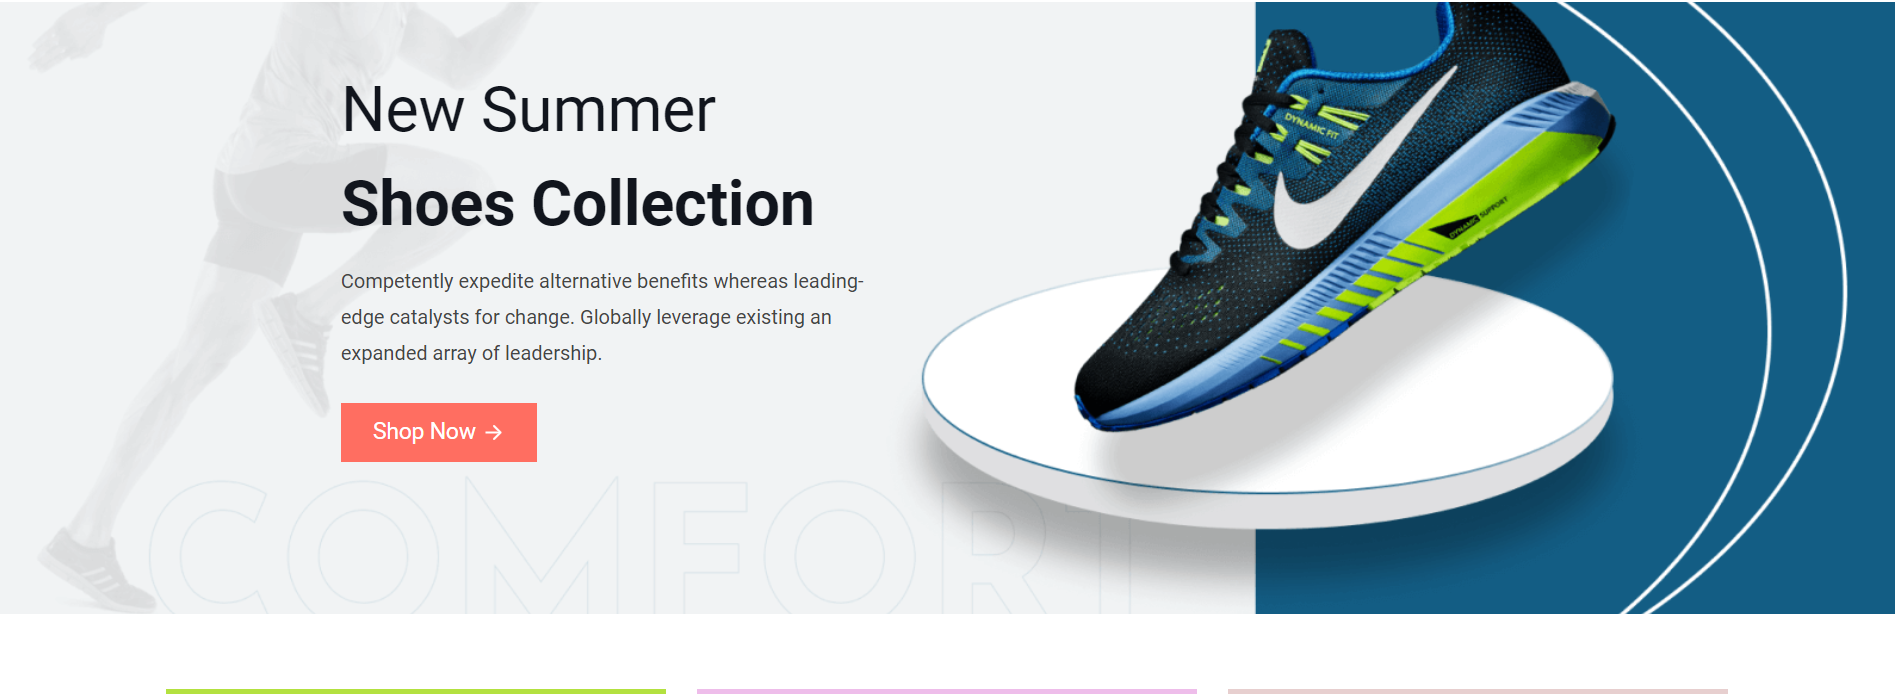 New Summer
Shoes Collection
Competently expedite alternative benefits whereas leading-
edge catalysts for change. Globally leverage existing an
expanded array of leadership.
Shop Now →
COMFORT
DYNAMIC FIT
DYNAMIC SUPPORT